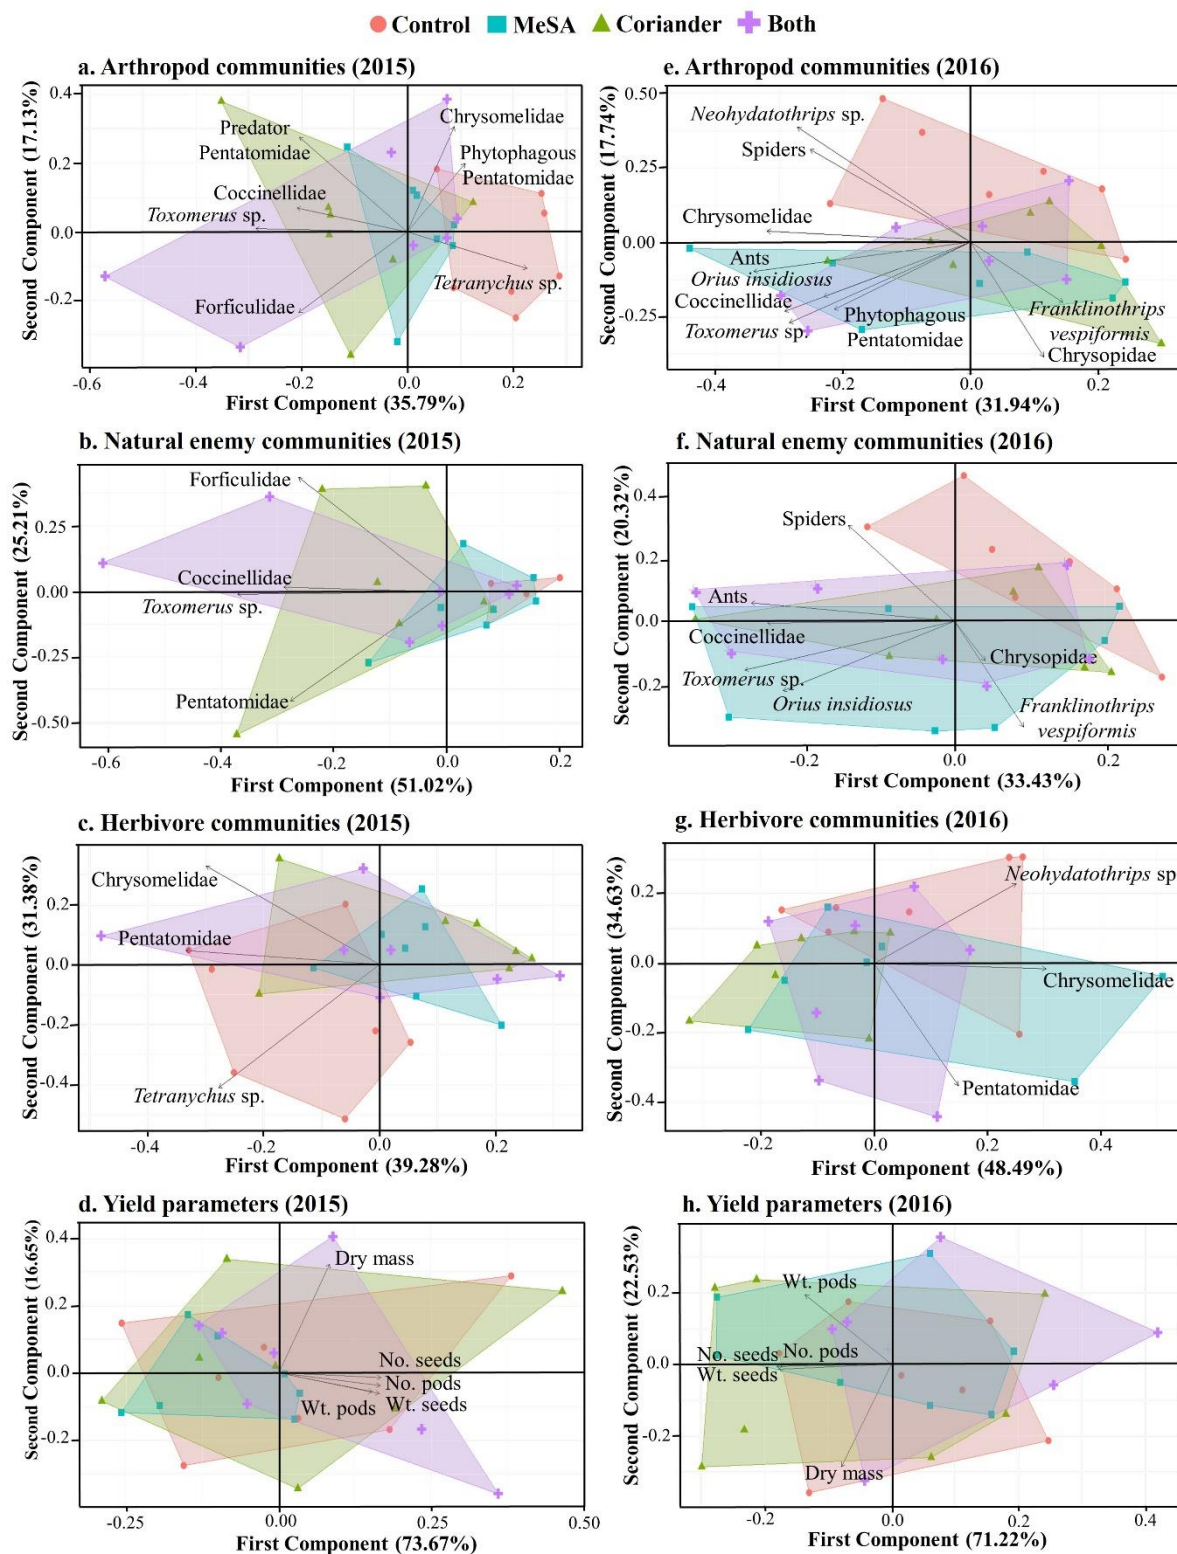 Control MeSA Coriander Both
a. Arthropod communities (2015)
Second Component (17.13%)
0.4
0.2
0.0
-0.2
Predator
Pentatomidae
Chrysomelidae
Phytophagous
Pentatomidae
Coccinellidae
Toxomerus sp.
Tetranychus sp.
Forficulidae
-0.6 -0.4 -0.2 0.0 0.2
First Component (35.79%)
e. Arthropod communities (2016)
Second Component (17.74%)
0.50
0.25
0.00
-0.25
Neohydatothrips sp.
Spiders
Chrysomelidae
Ants
Orius insidiosus
Coccinellidae
Toxomerus sp.
Phytophagous
Pentatomidae
Franklinothrips
vespiformis
Chrysopidae
-0.4 -0.2 0.0 0.2
First Component (31.94%)
b. Natural enemy communities (2015)
Second Component (25.21%)
0.25
0.00
-0.25
-0.50
Forficulidae
Coccinellidae
Toxomerus sp.
Pentatomidae
-0.6 -0.4 -0.2 0.0 0.2
First Component (51.02%)
f. Natural enemy communities (2016)
Second Component (20.32%)
0.4
0.2
0.0
-0.2
Spiders
Ants
Coccinellidae
Toxomerus sp.
Orius insidiosus
Chrysopidae
Franklinothrips
vespiformis
-0.2 0.0 0.2
First Component (33.43%)
c. Herbivore communities (2015)
Second Component (31.38%)
0.2
0.0
-0.2
-0.4
Chrysomelidae
Pentatomidae
Tetranychus sp.
-0.4 -0.2 0.0 0.2
First Component (39.28%)
g. Herbivore communities (2016)
Second Component (34.63%)
0.2
0.0
-0.2
-0.4
Neohydatothrips sp
Chrysomelidae
Pentatomidae
-0.2 0.0 0.2 0.4
First Component (48.49%)
d. Yield parameters (2015)
Second Component (16.65%)
0.4
0.2
0.0
-0.2
Dry mass
No. seeds
No. pods
Wt. pods Wt. seeds
-0.25 0.00 0.25 0.50
First Component (73.67%)
h. Yield parameters (2016)
Second Component (22.53%)
0.2
0.0
-0.2
Wt. pods
No. seeds No. pods
Wt. seeds
Dry mass
-0.2 0.0 0.2 0.4
First Component (71.22%)